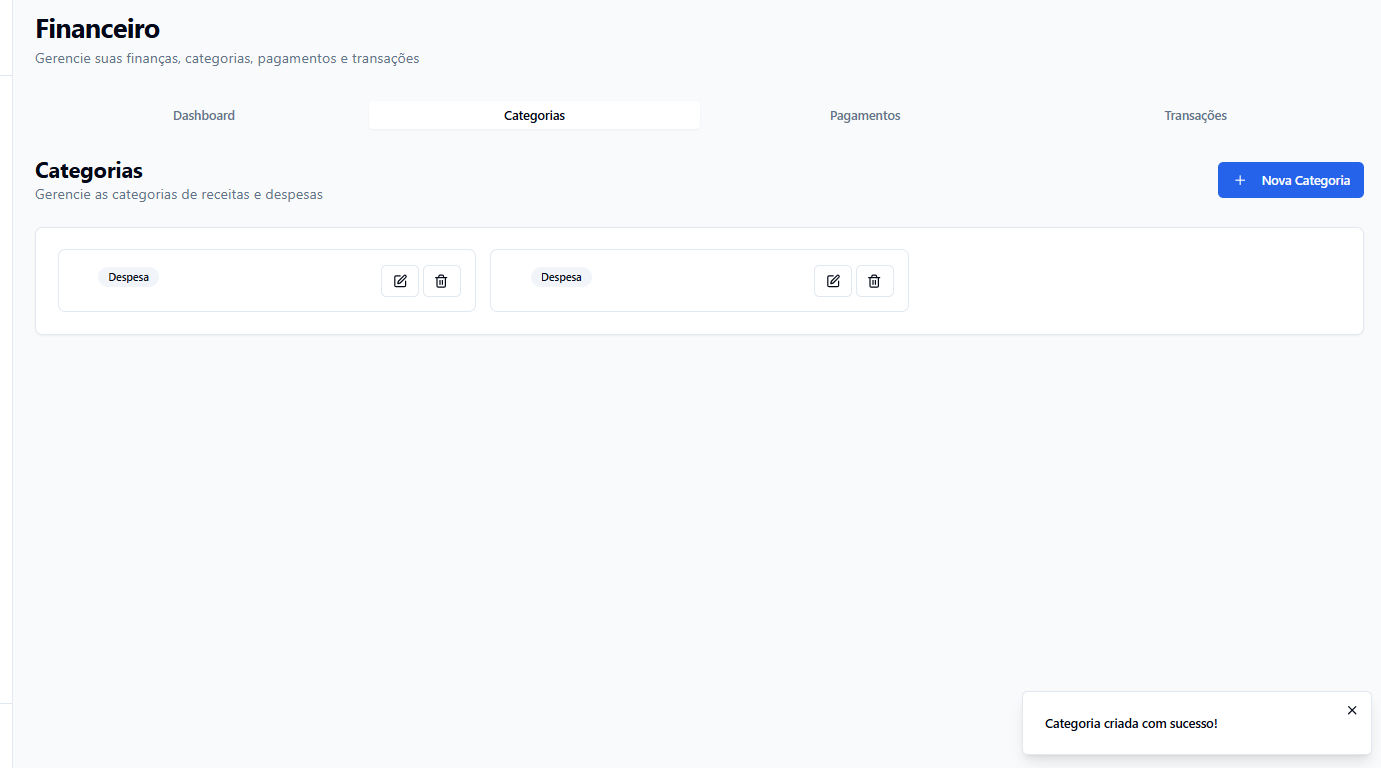 Financeiro
Gerencie suas finanças, categorias, pagamentos e transações
Dashboard Categorias Pagamentos Transações
Categorias
Gerencie as categorias de receitas e despesas
Nova Categoria
Despesa Despesa
Categoria criada com sucesso!